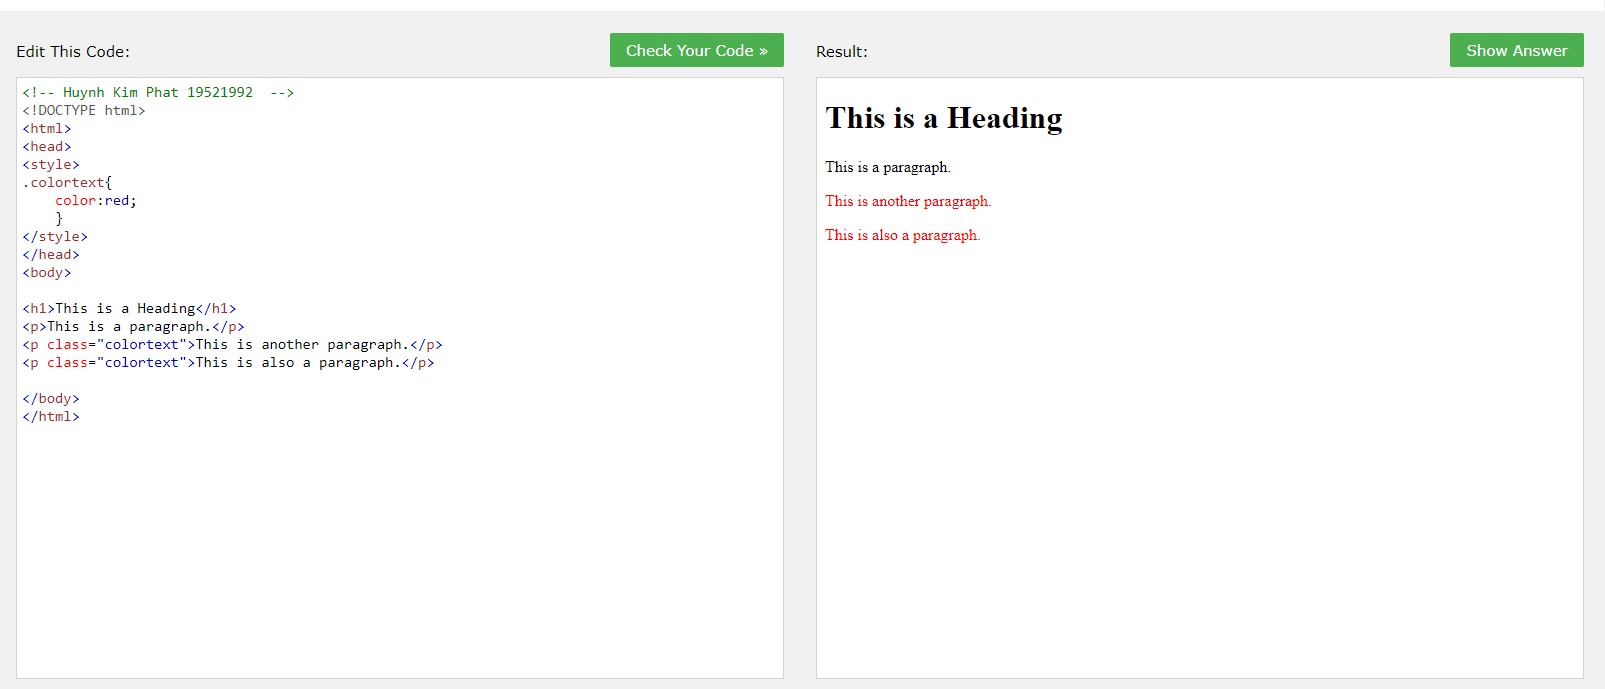 Edit This Code:
Check Your Code »
<!-- Huynh Kim Phat 19521992  -->
<!DOCTYPE html>
<html>
<head>
<style>
.colortext{
    color:red;
    }
</style>
</head>
<body>

<h1>This is a Heading</h1>
<p>This is a paragraph.</p>
<p class="colortext">This is another paragraph.</p>
<p class="colortext">This is also a paragraph.</p>

</body>
</html>
Result:
Show Answer
This is a Heading
This is a paragraph.
This is another paragraph.
This is also a paragraph.